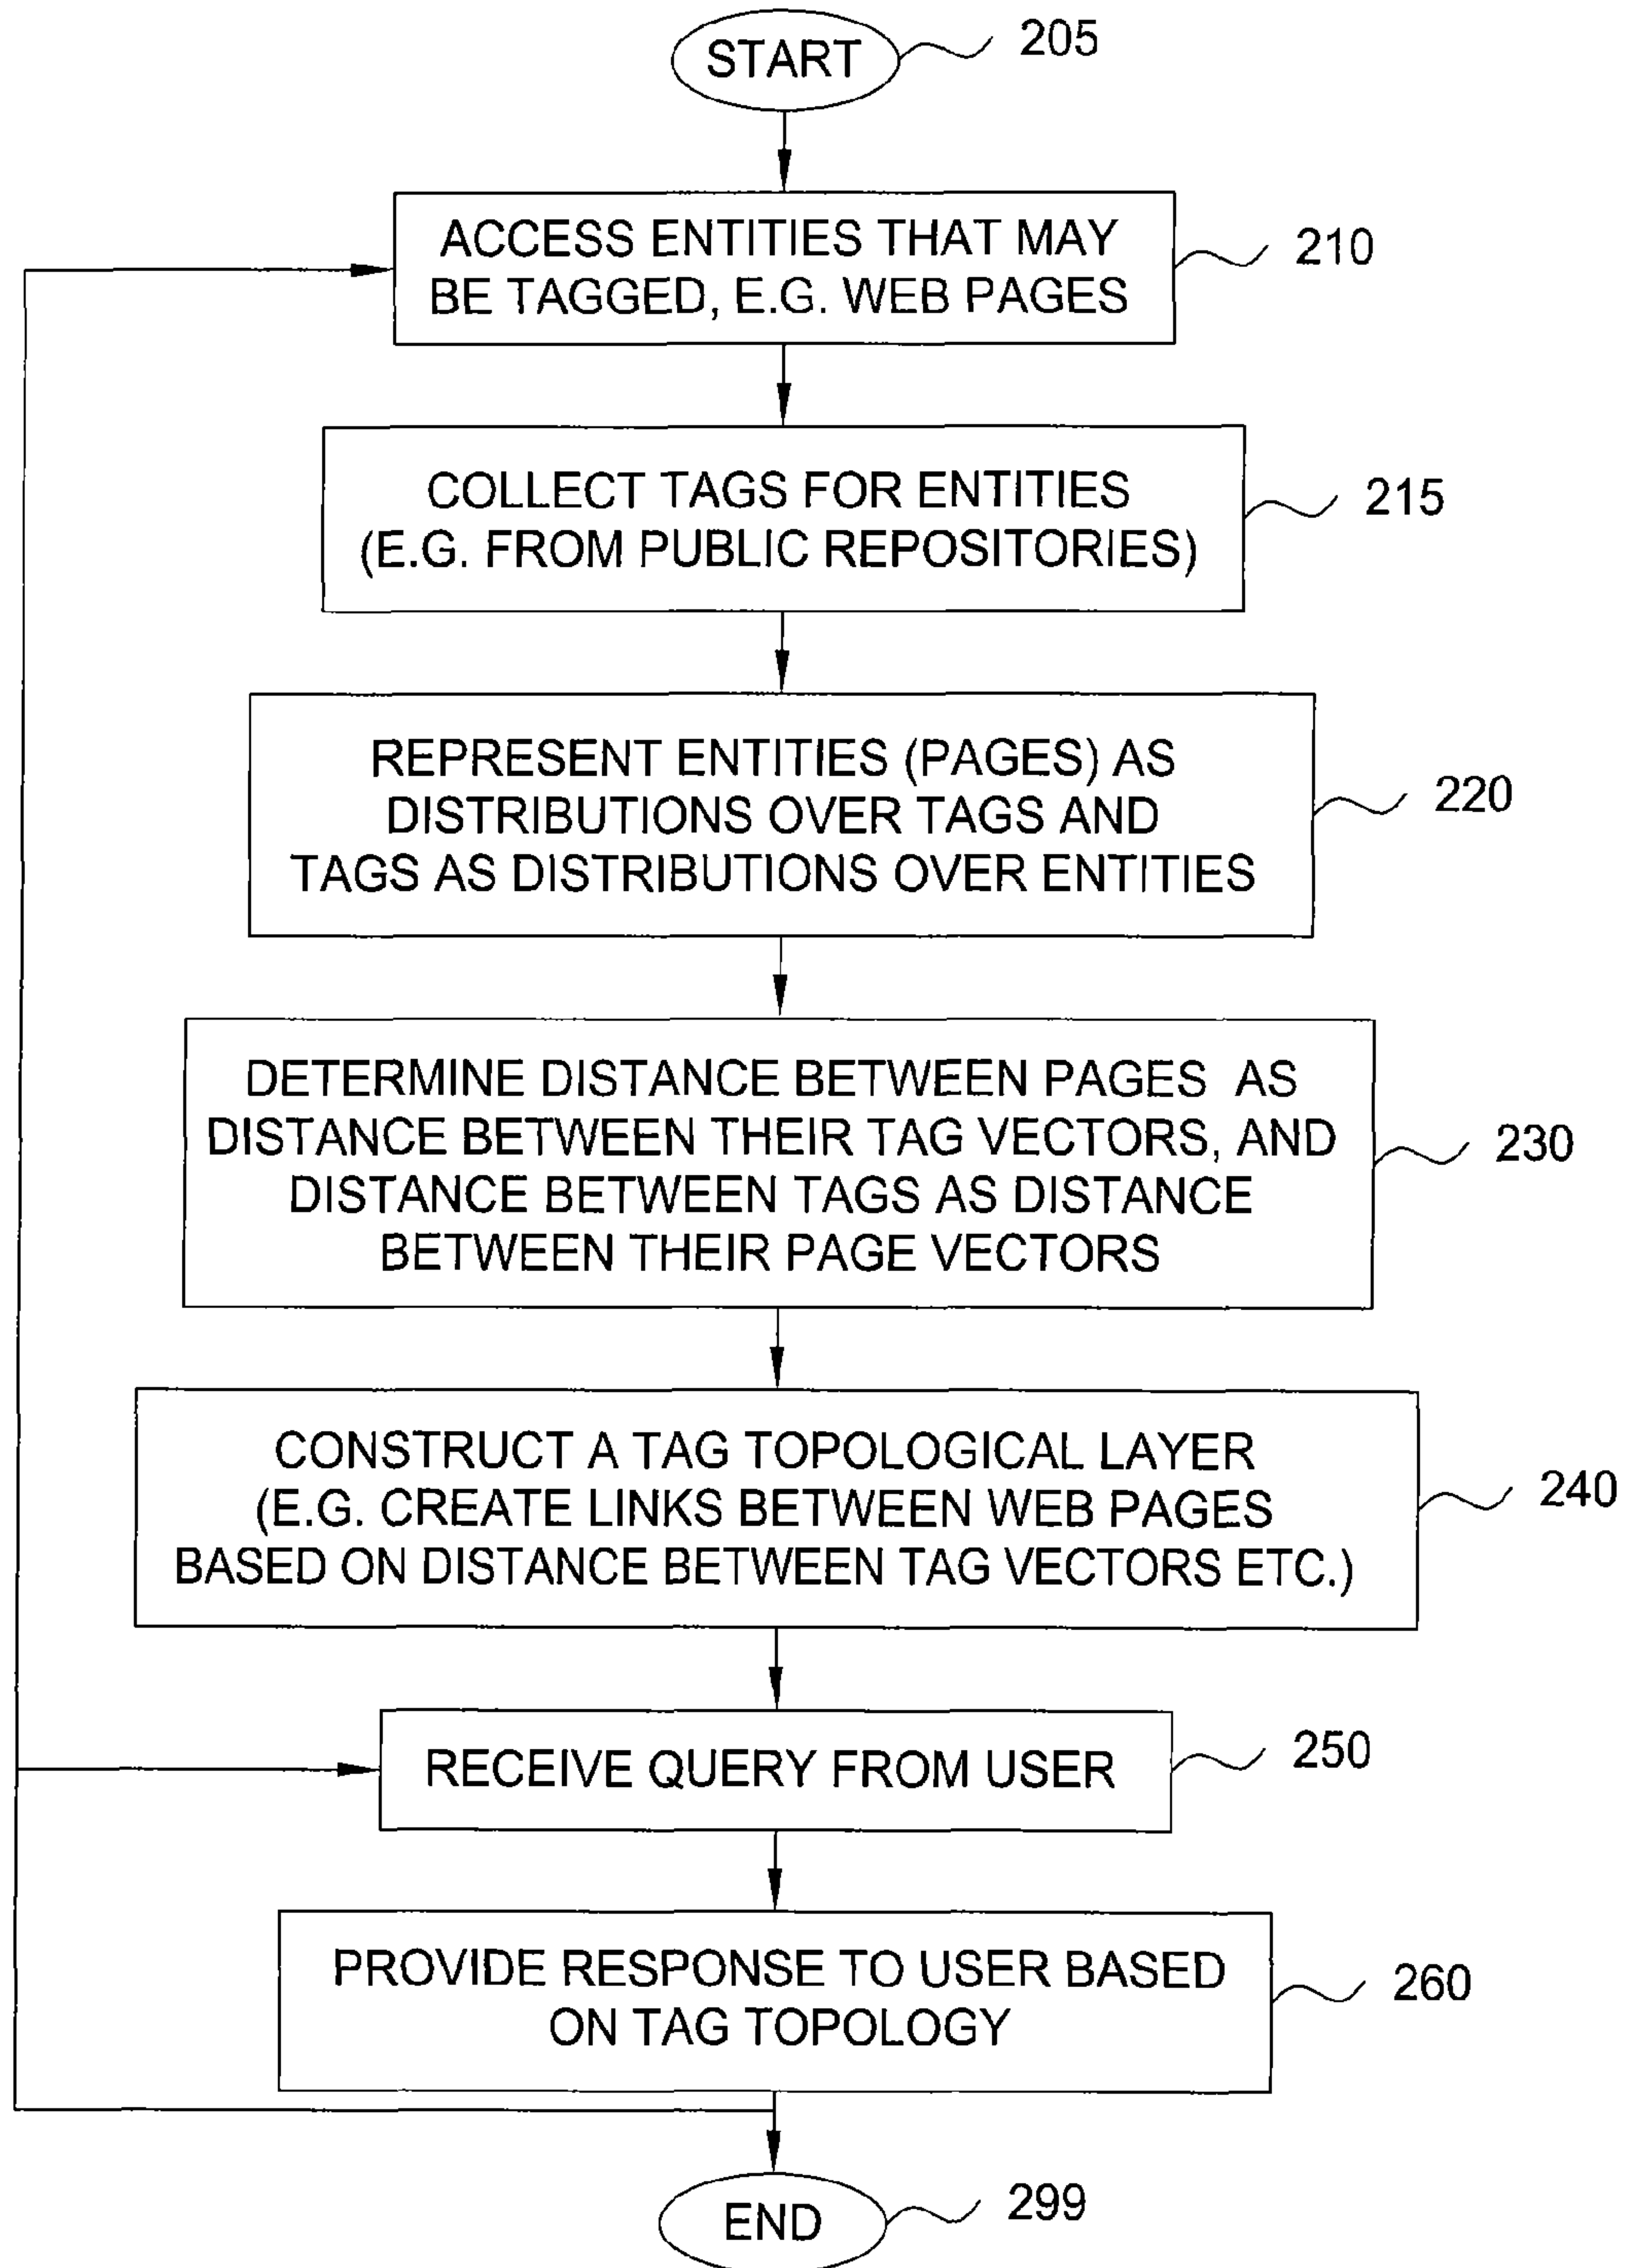 START
205
ACCESS ENTITIES THAT MAY
BE TAGGED, E.G. WEB PAGES
210
COLLECT TAGS FOR ENTITIES
(E.G. FROM PUBLIC REPOSITORIES)
215
REPRESENT ENTITIES (PAGES) AS
DISTRIBUTIONS OVER TAGS AND
TAGS AS DISTRIBUTIONS OVER ENTITIES
220
DETERMINE DISTANCE BETWEEN PAGES AS
DISTANCE BETWEEN THEIR TAG VECTORS, AND
DISTANCE BETWEEN TAGS AS DISTANCE
BETWEEN THEIR PAGE VECTORS
230
CONSTRUCT A TAG TOPOLOGICAL LAYER
(E.G. CREATE LINKS BETWEEN WEB PAGES
BASED ON DISTANCE BETWEEN TAG VECTORS ETC.)
240
RECEIVE QUERY FROM USER
250
PROVIDE RESPONSE TO USER BASED
ON TAG TOPOLOGY
260
END
299